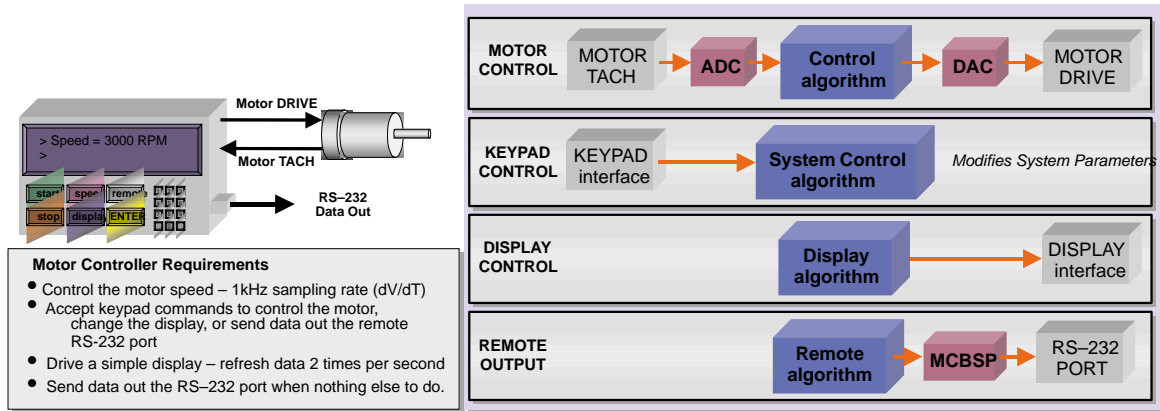 Motor DRIVE
> Speed = 3000 RPM
>
Motor TACH
start speed remote
stop display ENTER
RS–232
Data Out
Motor Controller Requirements
• Control the motor speed – 1kHz sampling rate (dV/dT)
• Accept keypad commands to control the motor,
change the display, or send data out the remote
RS-232 port
• Drive a simple display – refresh data 2 times per second
• Send data out the RS–232 port when nothing else to do.
MOTOR
CONTROL
MOTOR
TACH
ADC
Control
algorithm
DAC
MOTOR
DRIVE
KEYPAD
CONTROL
KEYPAD
interface
System Control
algorithm
Modifies System Parameters
DISPLAY
CONTROL
Display
algorithm
DISPLAY
interface
REMOTE
OUTPUT
Remote
algorithm
MCBSP
RS–232
PORT